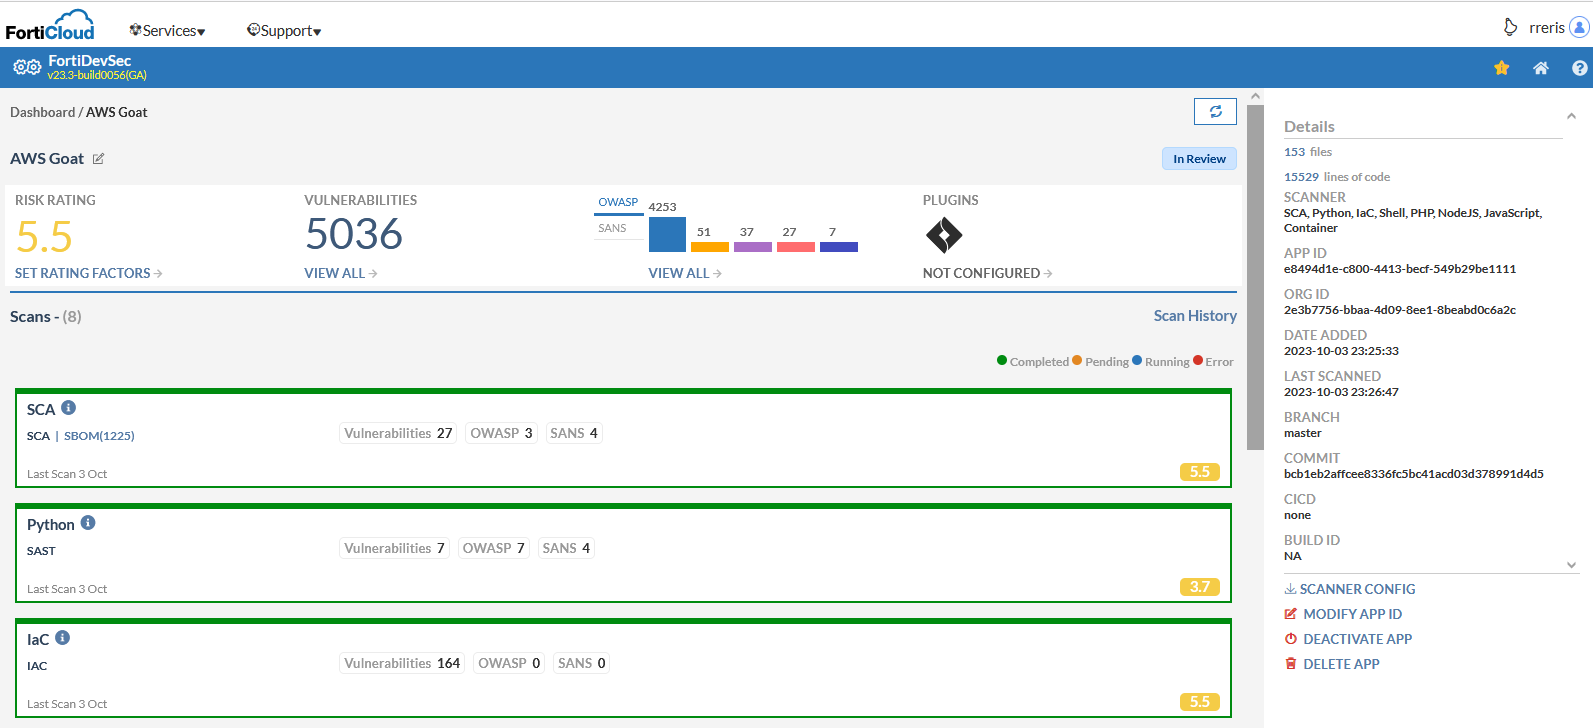 FortiCloud
Services
Support
rreris
FortiDevSec
v23.3-build0056(GA)
Dashboard / AWS Goat
AWS Goat
In Review
RISK RATING
5.5
SET RATING FACTORS
VULNERABILITIES
5036
VIEW ALL
OWASP
SANS
4253
51
37
27
7
VIEW ALL
PLUGINS
NOT CONFIGURED
Scans - (8)
Scan History
Completed Pending Running Error
SCA
SCA | SBOM(1225)
Vulnerabilities 27 OWASP 3 SANS 4
Last Scan 3 Oct
5.5
Python
SAST
Vulnerabilities 7 OWASP 7 SANS 4
Last Scan 3 Oct
3.7
IaC
IAC
Vulnerabilities 164 OWASP 0 SANS 0
Last Scan 3 Oct
5.5
Details
153 files
15529 lines of code
SCANNER
SCA, Python, IaC, Shell, PHP, NodeJS, JavaScript,
Container
APP ID
e8494d1e-c800-4413-becf-549b29be1111
ORG ID
2e3b7756-bbaa-4d09-8ee1-8beabd0c6a2c
DATE ADDED
2023-10-03 23:25:33
LAST SCANNED
2023-10-03 23:26:47
BRANCH
master
COMMIT
bcb1eb2affcee8336fc5bc41acd03d378991d4d5
CICD
none
BUILD ID
NA
SCANNER CONFIG
MODIFY APP ID
DEACTIVATE APP
DELETE APP